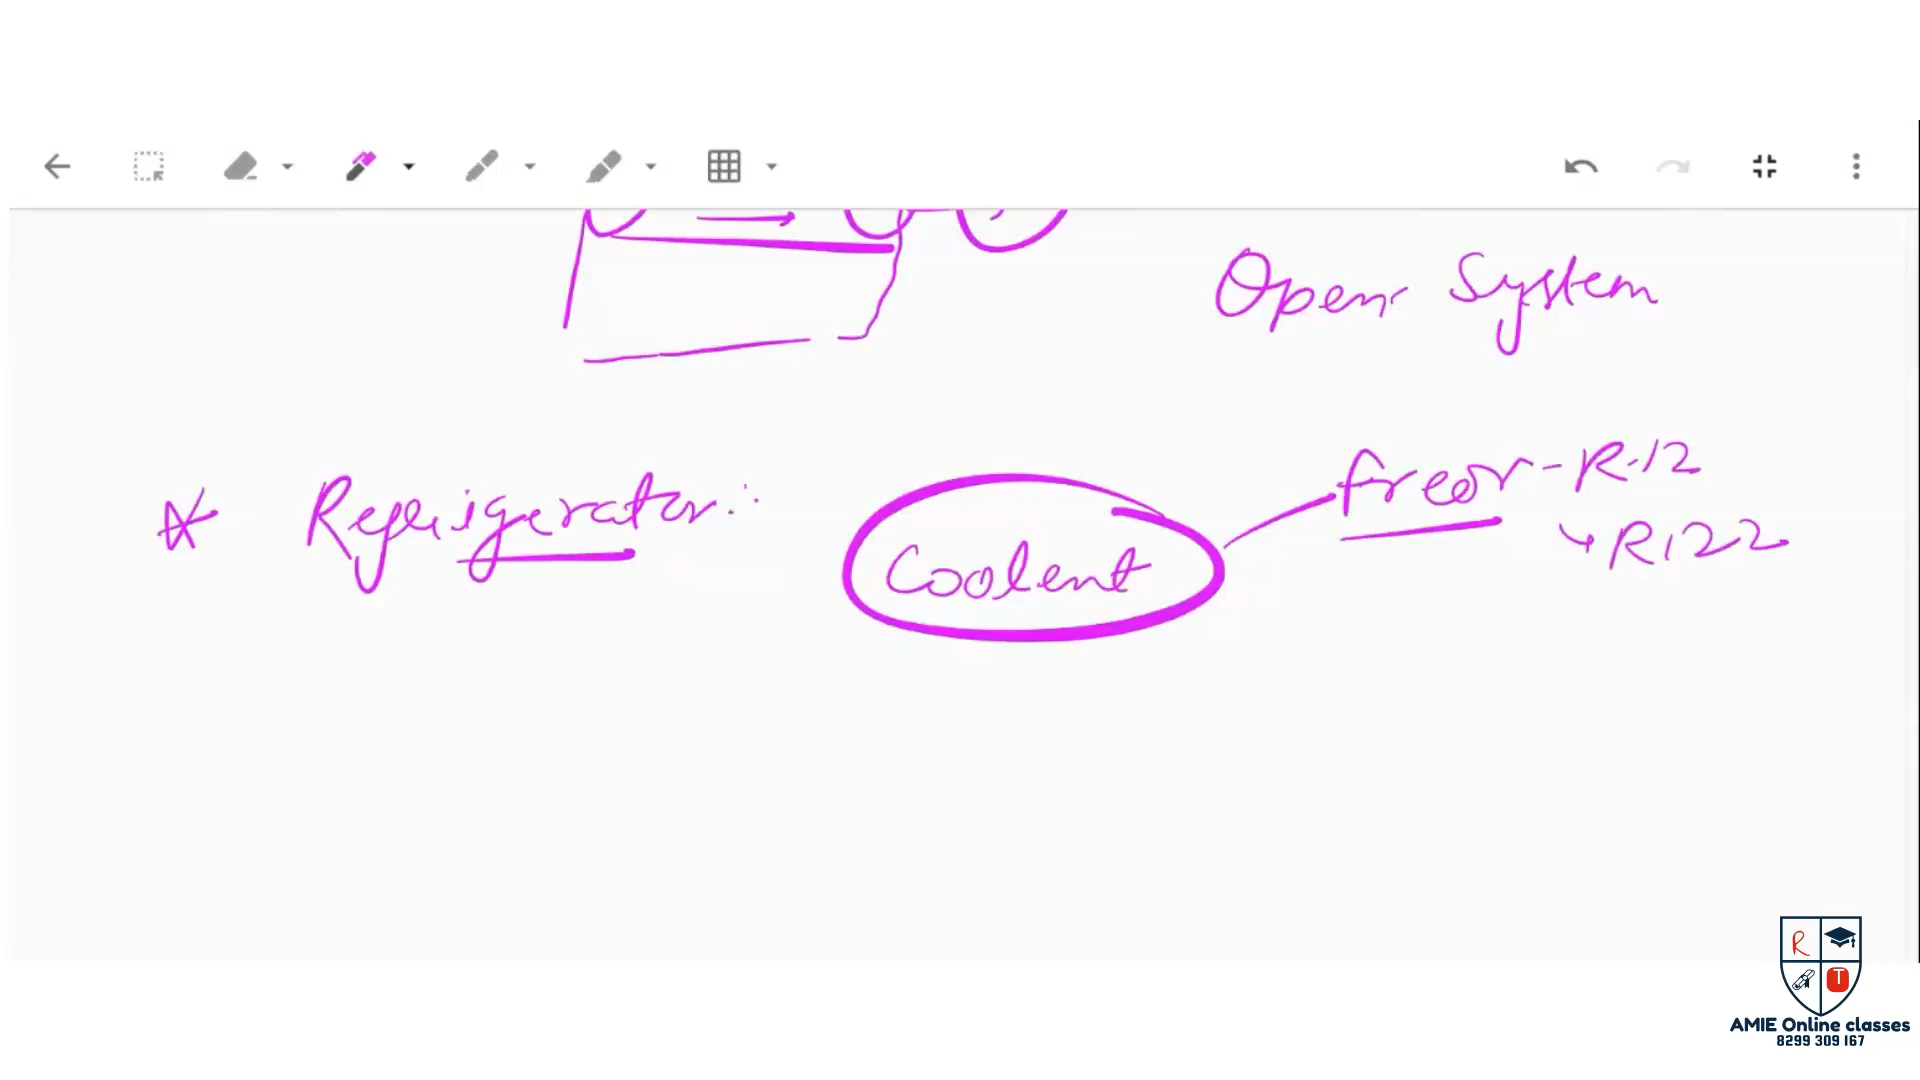 Open System
* Refrigerator:
Coolent
freon - R-12
↳ R122
R
T
AMIE Online classes
8299 309 167